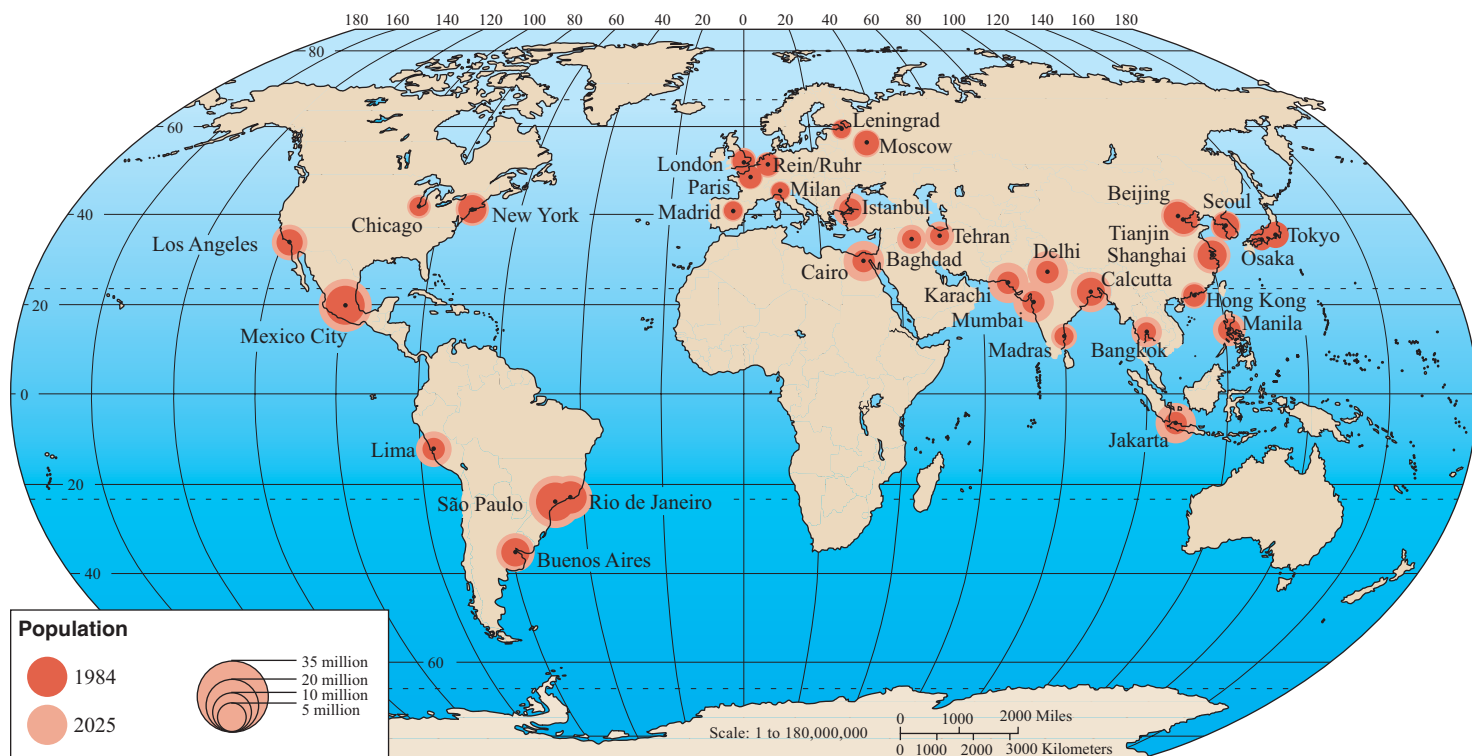 180 160 140 120 100 80 60 40 20 0 20 40 60 80 100 120 140 160 180
80
60
40
20
0
20
40
60
Leningrad
Moscow
London
Rein/Ruhr
Paris
Milan
Madrid
Istanbul
Chicago
New York
Los Angeles
Mexico City
Cairo
Baghdad
Tehran
Delhi
Karachi
Calcutta
Mumbai
Madras
Bangkok
Beijing
Seoul
Tianjin
Tokyo
Shanghai
Osaka
Hong Kong
Manila
Jakarta
Lima
São Paulo
Rio de Janeiro
Buenos Aires
Population
1984
2025
35 million
20 million
10 million
5 million
Scale: 1 to 180,000,000
0 1000 2000 Miles
0 1000 2000 3000 Kilometers